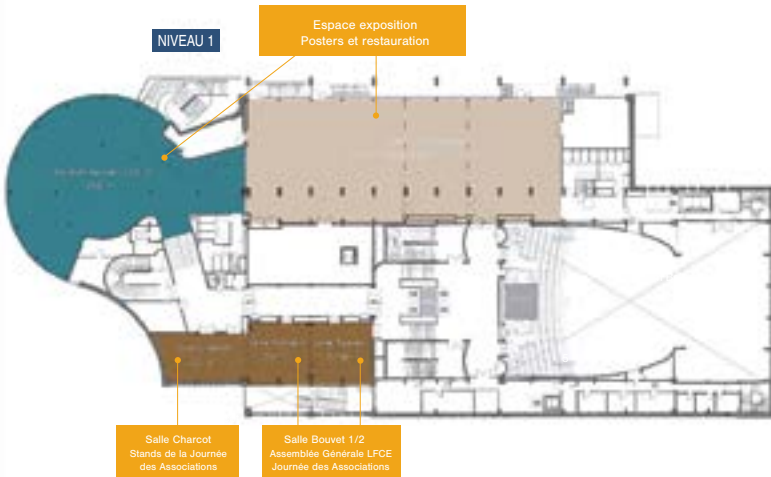 Espace exposition
Posters et restauration
NIVEAU 1
Salle Charcot
Stands de la Journée
des Associations
Salle Bouvet 1/2
Assemblée Générale LFCE
Journée des Associations